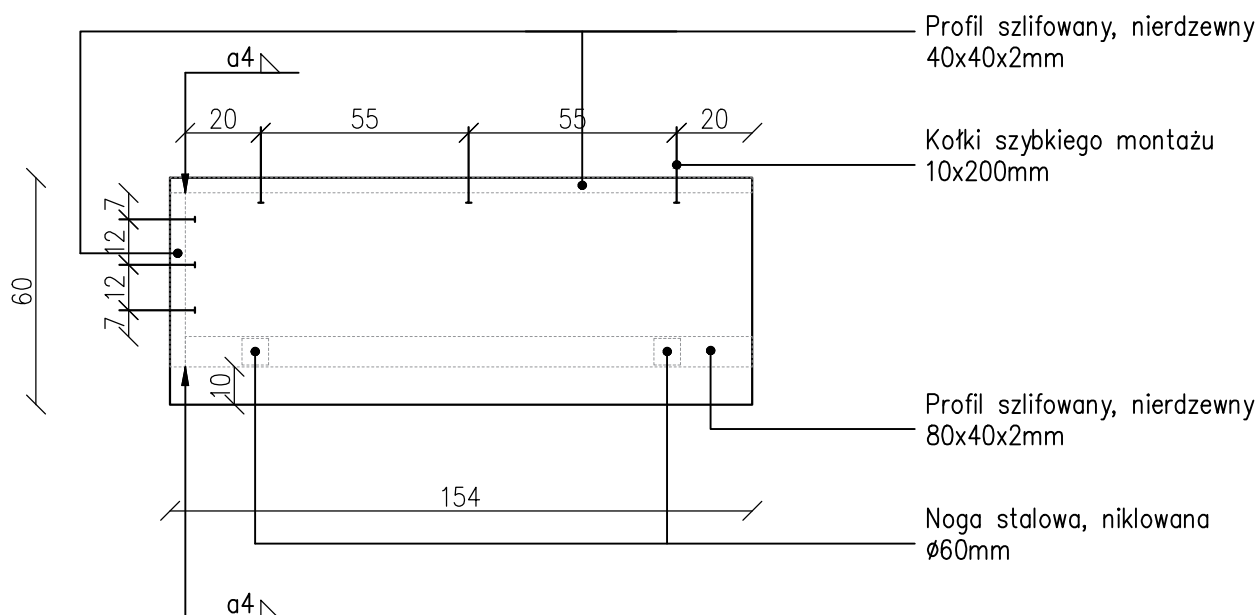 Profil szlifowany, nierdzewny
40x40x2mm
a4
20 55 55 20
Kołki szybkiego montażu
10x200mm
7
12
12
7
60
10
Profil szlifowany, nierdzewny
80x40x2mm
154
Noga stalowa, niklowana
ø60mm
a4